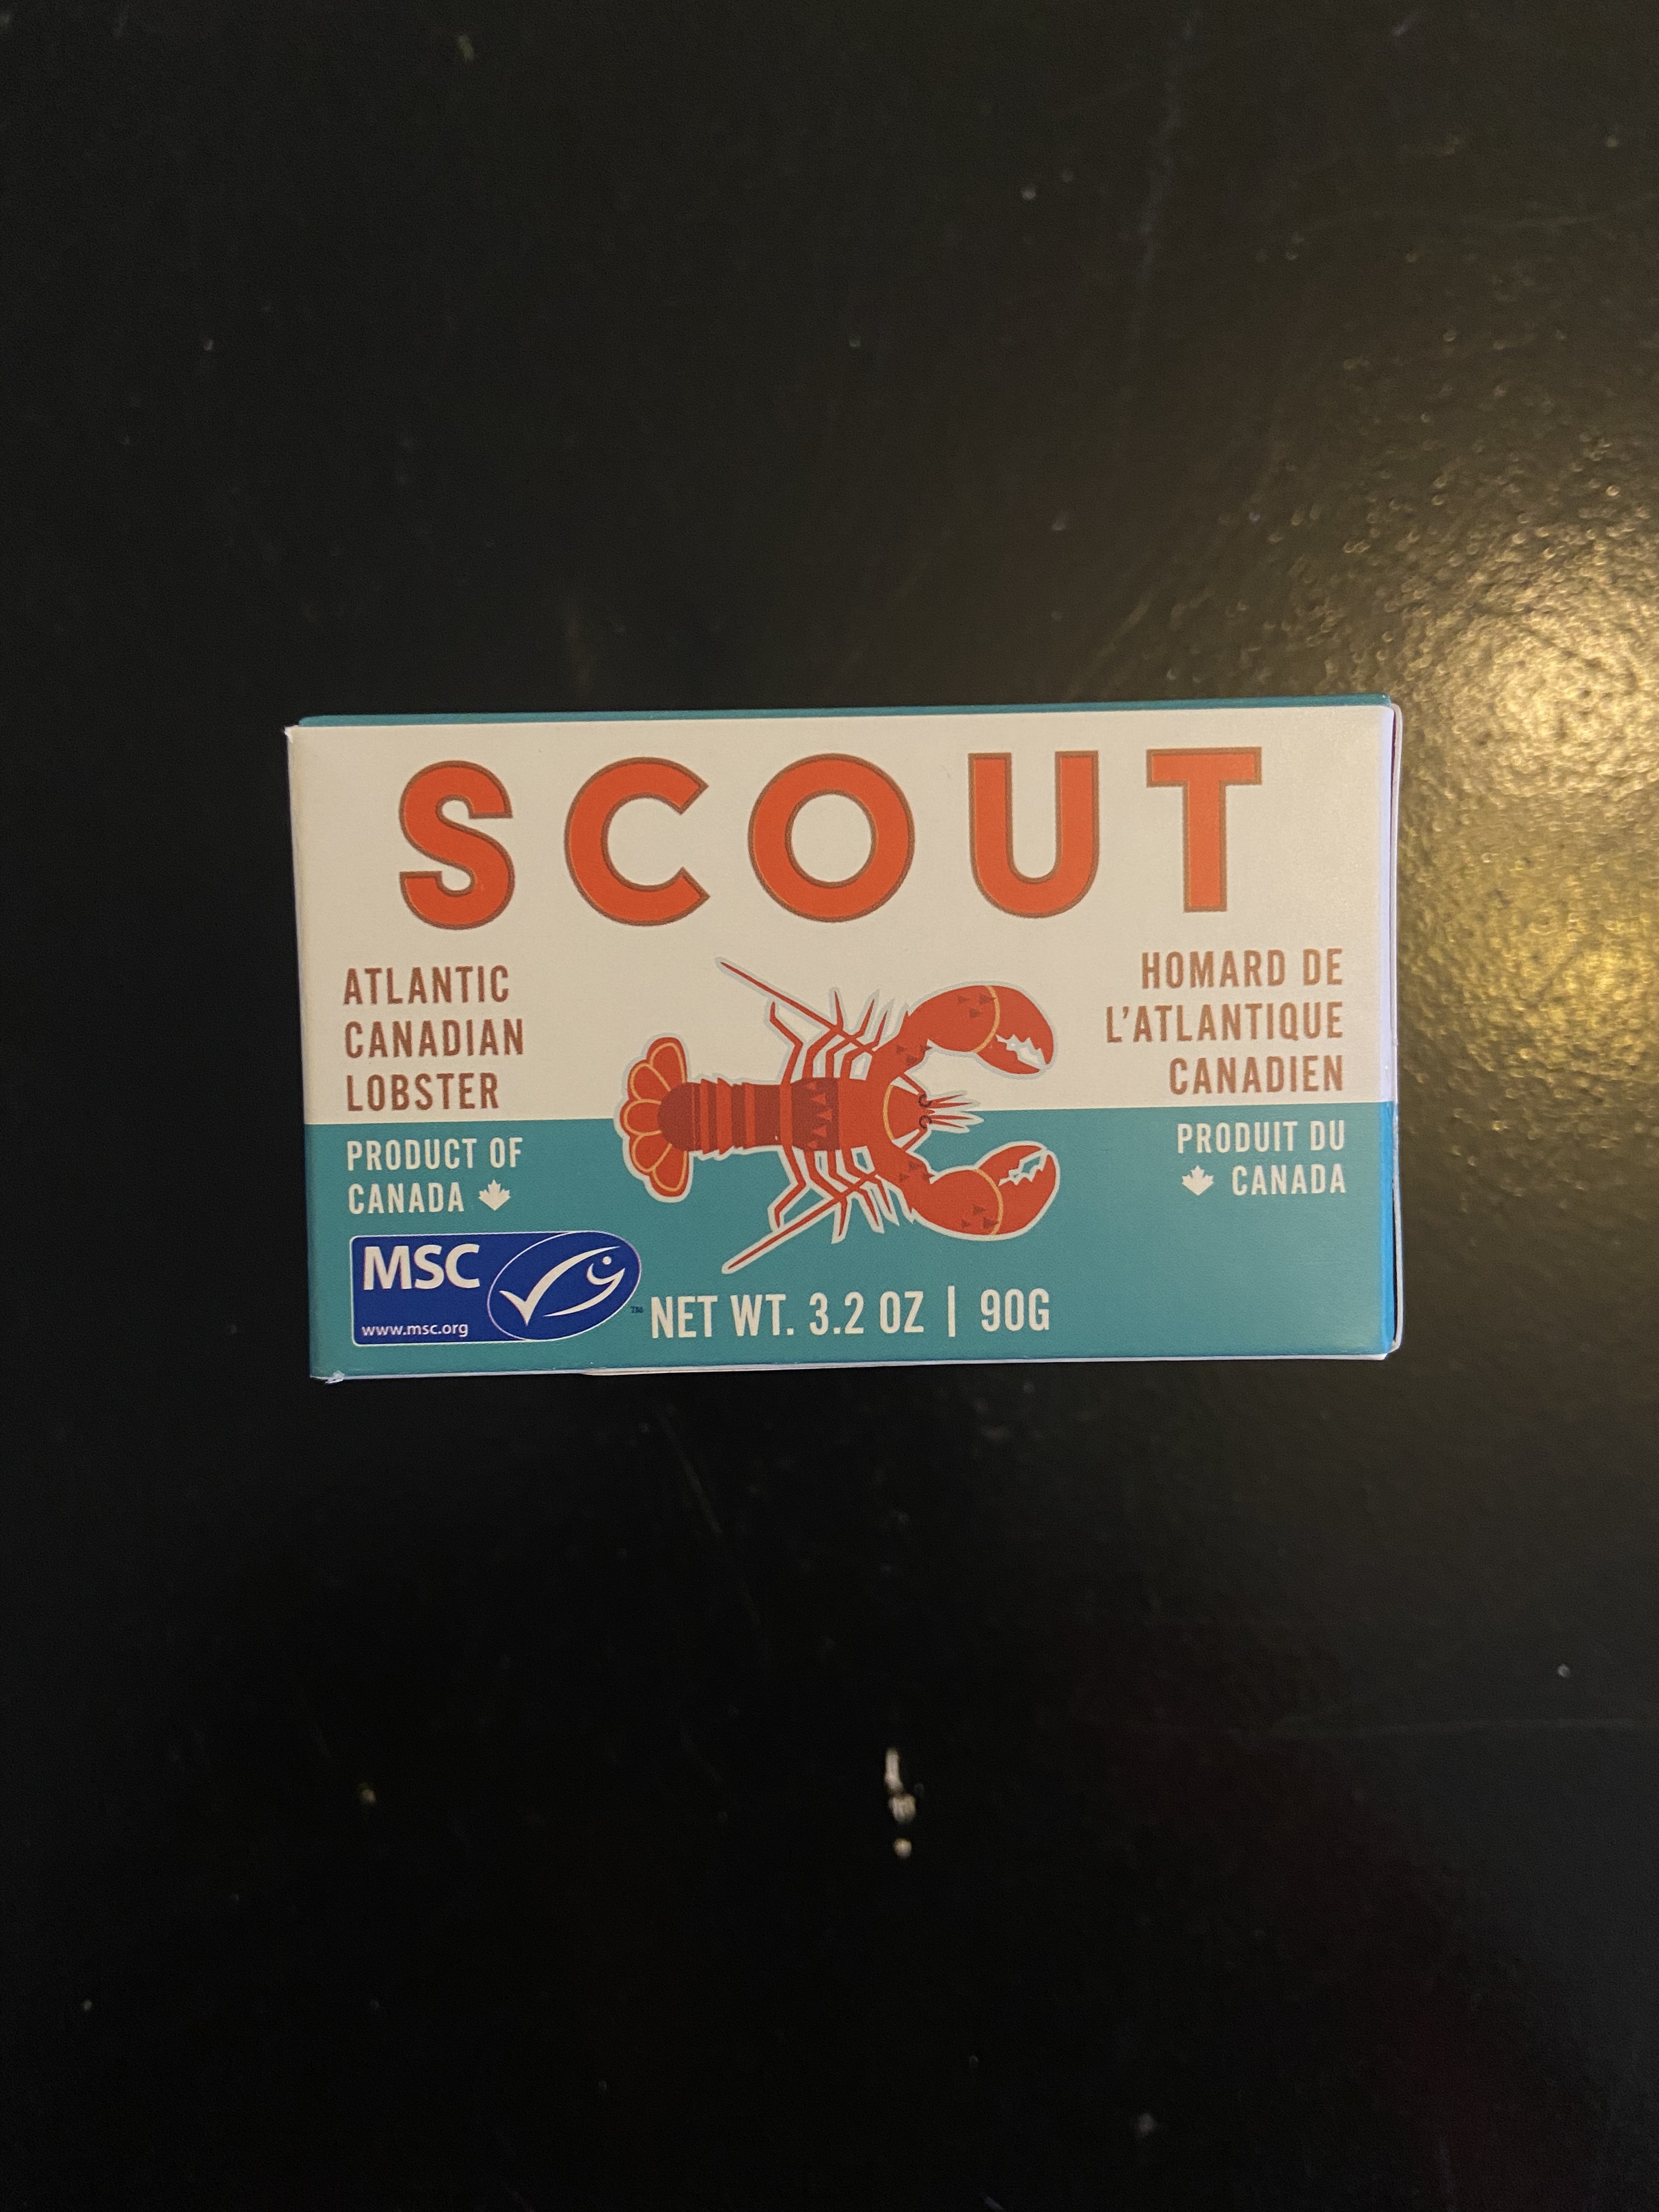 SCOUT
ATLANTIC
CANADIAN
LOBSTER
PRODUCT OF
CANADA
HOMARD DE
L'ATLANTIQUE
CANADIEN
PRODUIT DU
CANADA
MSC
www.msc.org
TM
NET WT. 3.2 OZ | 90G